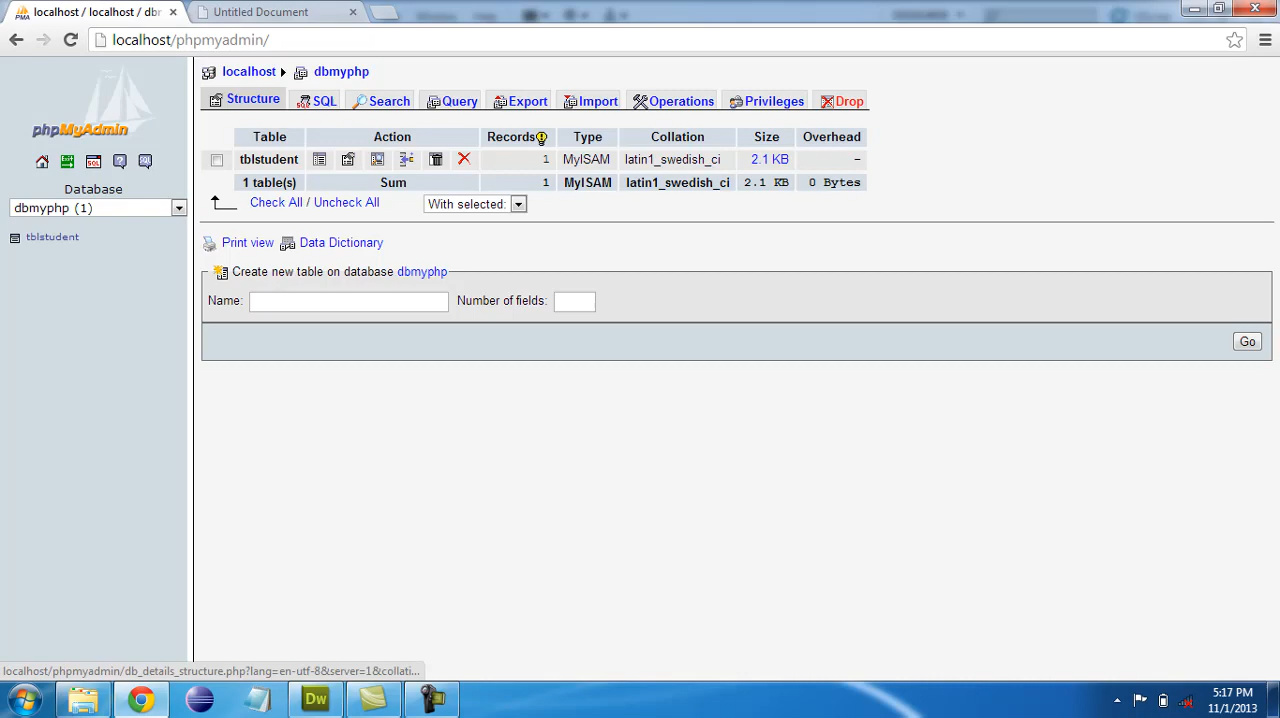 localhost / localhost / dbr
Untitled Document
localhost/phpmyadmin/
PMA
phpMyAdmin
Database
dbmyphp (1)
tblstudent
localhost dbmyphp
Structure SQL Search Query Export Import Operations Privileges Drop
Table Action Records Type Collation Size Overhead
tblstudent 1 MyISAM latin1_swedish_ci 2.1 KB –
1 table(s) Sum 1 MyISAM latin1_swedish_ci 2.1 KB 0 Bytes
Check All / Uncheck All With selected:
Print view Data Dictionary
Create new table on database dbmyphp
Name: Number of fields:
Go
localhost/phpmyadmin/db_details_structure.php?lang=en-utf-8&server=1&collati...
Dw
5:17 PM
11/1/2013